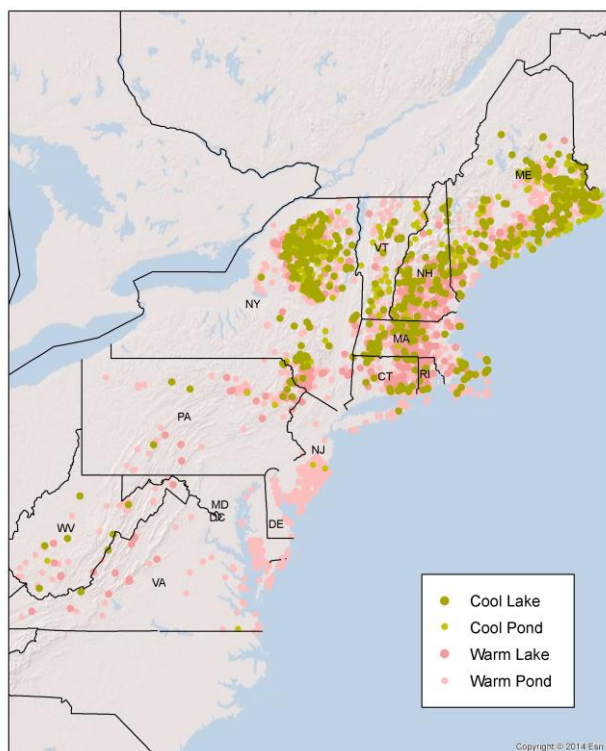 ME
VT
NH
NY
MA
CT
RI
PA
NJ
MD
DC
DE
WV
VA
Cool Lake
Cool Pond
Warm Lake
Warm Pond
Copyright © 2014 Esri